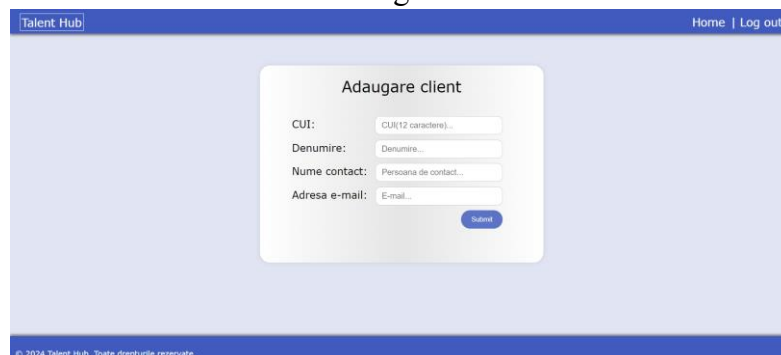 Talent Hub
Home | Log out
Adaugare client
CUI:
CUI(12 caractere)...
Denumire:
Denumire...
Nume contact:
Persoana de contact...
Adresa e-mail:
E-mail...
Submit
© 2024 Talent Hub. Toate drepturile rezervate